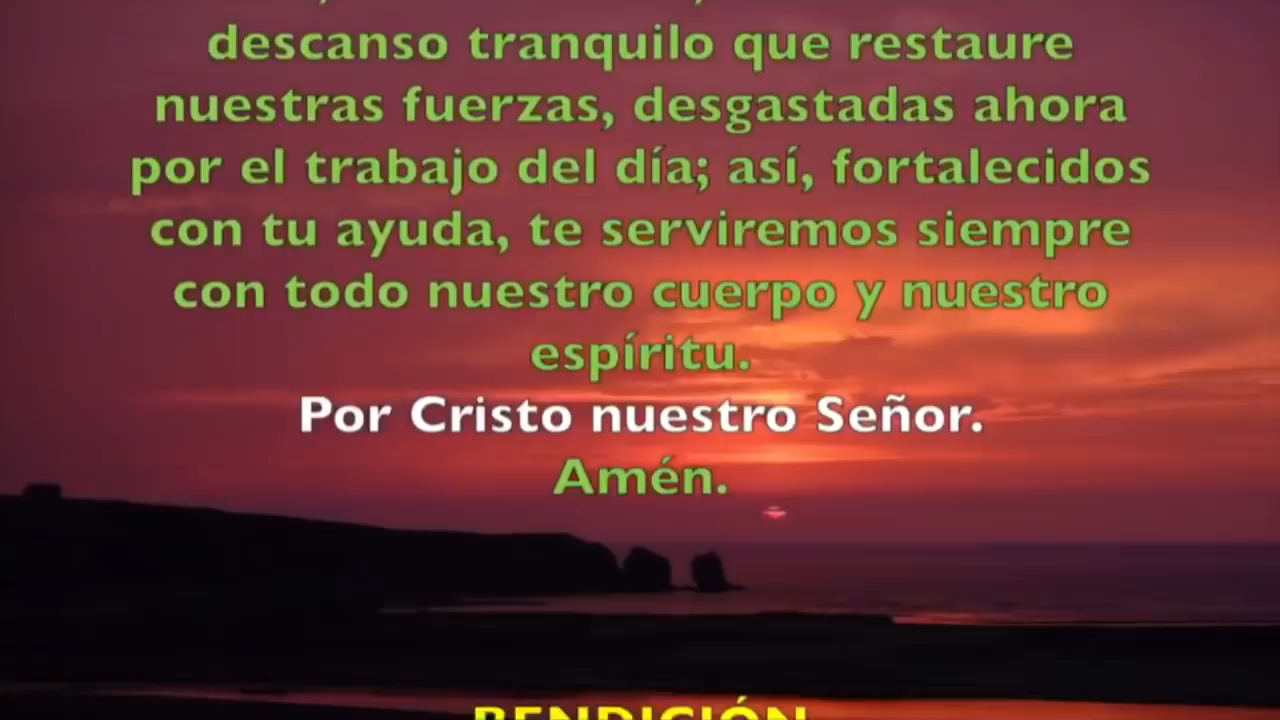 descanso tranquilo que restaure
nuestras fuerzas, desgastadas ahora
por el trabajo del día; así, fortalecidos
con tu ayuda, te serviremos siempre
con todo nuestro cuerpo y nuestro
espíritu.
Por Cristo nuestro Señor.
Amén.
BENDICIÓN